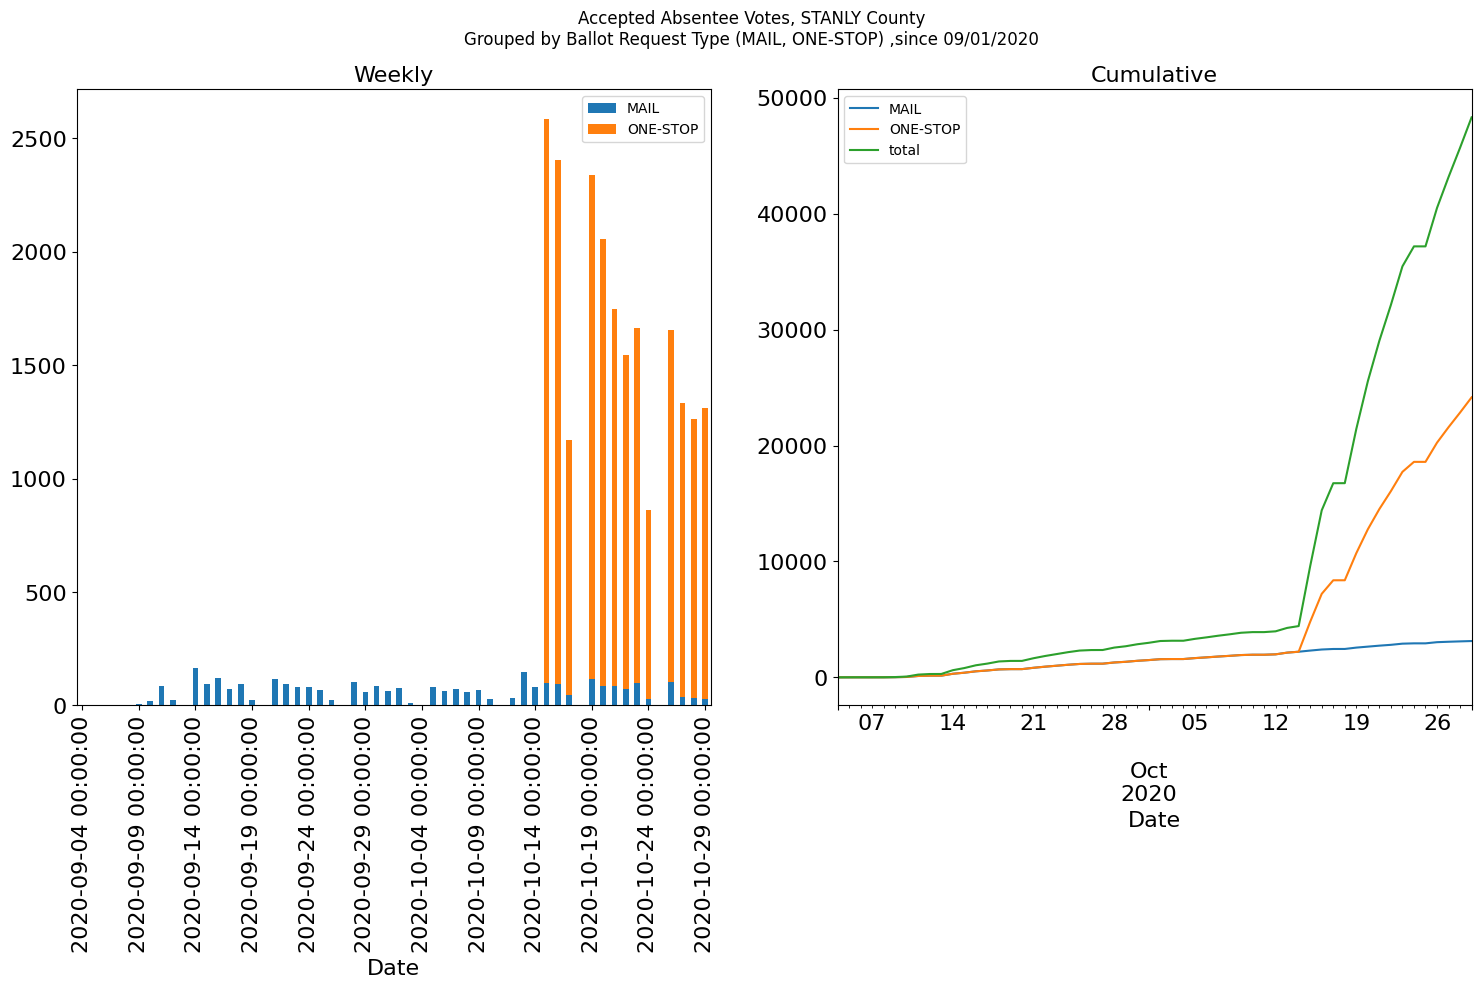 Accepted Absentee Votes, STANLY County
Grouped by Ballot Request Type (MAIL, ONE-STOP) ,since 09/01/2020
Weekly
MAIL
ONE-STOP
2500
2000
1500
1000
500
0
2020-09-04 00:00:00
2020-09-09 00:00:00
2020-09-14 00:00:00
2020-09-19 00:00:00
2020-09-24 00:00:00
2020-09-29 00:00:00
2020-10-04 00:00:00
2020-10-09 00:00:00
2020-10-14 00:00:00
2020-10-19 00:00:00
2020-10-24 00:00:00
2020-10-29 00:00:00
Date
Cumulative
MAIL
ONE-STOP
total
50000
40000
30000
20000
10000
0
07 14 21 28 05 12 19 26
Oct
2020
Date